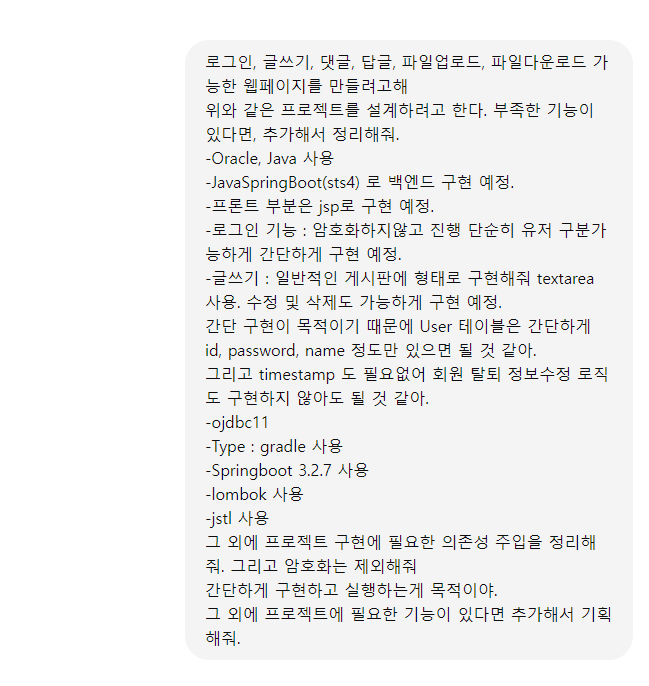 로그인, 글쓰기, 댓글, 답글, 파일업로드, 파일다운로드 가
능한 웹페이지를 만들려고해
위와 같은 프로젝트를 설계하려고 한다. 부족한 기능이
있다면, 추가해서 정리해줘.
-Oracle, Java 사용
-JavaSpringBoot(sts4) 로 백엔드 구현 예정.
-프론트 부분은 jsp로 구현 예정.
-로그인 기능 : 암호화하지않고 진행 단순히 유저 구분가
능하게 간단하게 구현 예정.
-글쓰기 : 일반적인 게시판에 형태로 구현해줘 textarea
사용. 수정 및 삭제도 가능하게 구현 예정.
간단 구현이 목적이기 때문에 User 테이블은 간단하게
id, password, name 정도만 있으면 될 것 같아.
그리고 timestamp 도 필요없어 회원 탈퇴 정보수정 로직
도 구현하지 않아도 될 것 같아.
-ojdbc11
-Type : gradle 사용
-Springboot 3.2.7 사용
-lombok 사용
-jstl 사용
그 외에 프로젝트 구현에 필요한 의존성 주입을 정리해
줘. 그리고 암호화는 제외해줘
간단하게 구현하고 실행하는게 목적이야.
그 외에 프로젝트에 필요한 기능이 있다면 추가해서 기획
해줘.